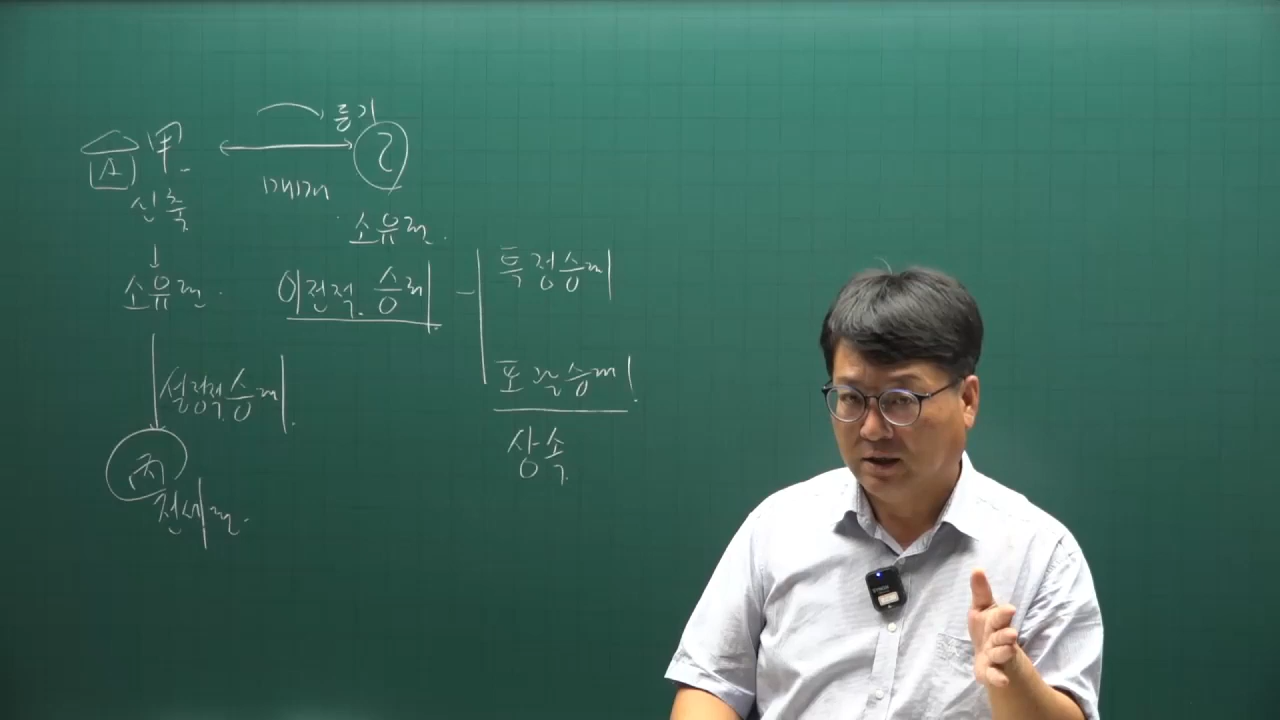 등기
A 甲 乙
매매
신축
소유권.
↓
소유권. 이전적 승계 특정승계
설정적승계 포괄승계
상속
丙
전세권.